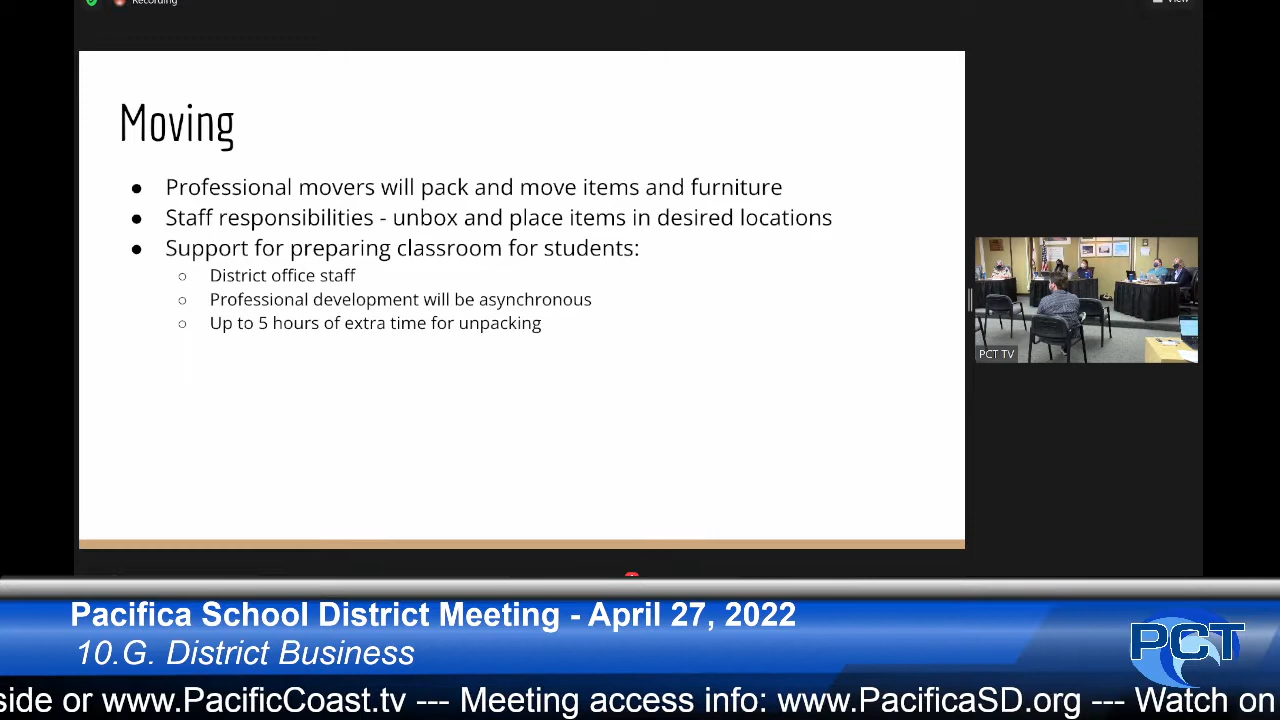 Recording
View
Moving
● Professional movers will pack and move items and furniture
● Staff responsibilities - unbox and place items in desired locations
● Support for preparing classroom for students:
○ District office staff
○ Professional development will be asynchronous
○ Up to 5 hours of extra time for unpacking
PCT TV
Pacifica School District Meeting - April 27, 2022
10.G. District Business
PCT
side or www.PacificCoast.tv --- Meeting access info: www.PacificaSD.org --- Watch on